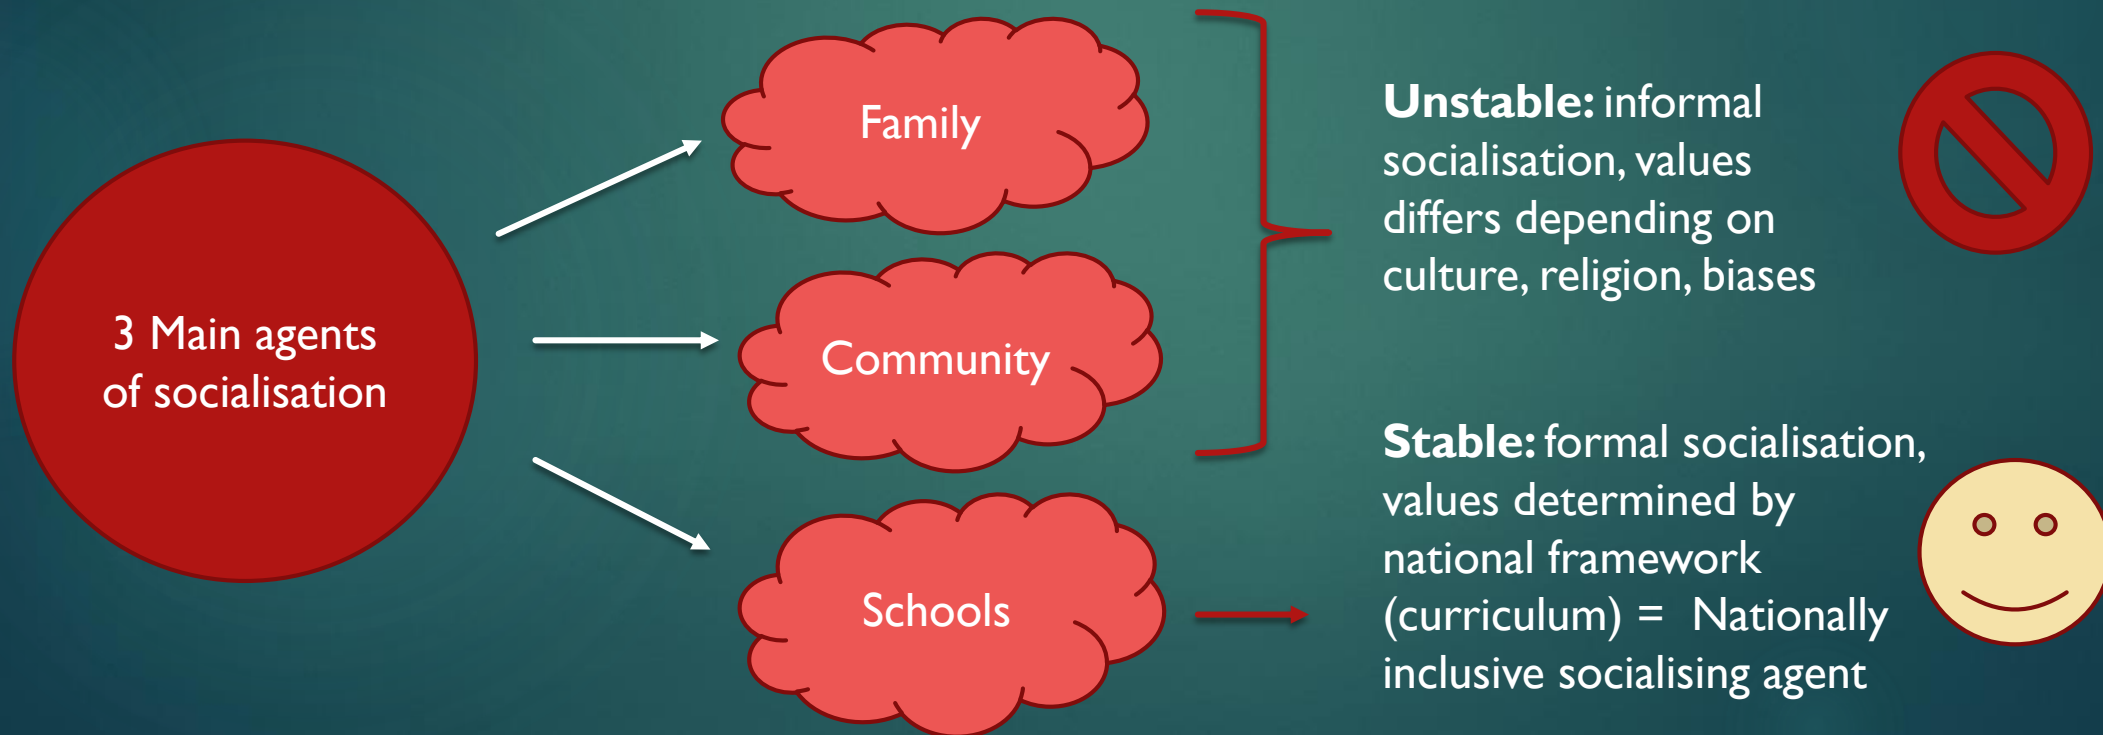 3 Main agents
of socialisation
Family
Community
Schools
Unstable: informal
socialisation, values
differs depending on
culture, religion, biases
Stable: formal socialisation,
values determined by
national framework
(curriculum) = Nationally
inclusive socialising agent